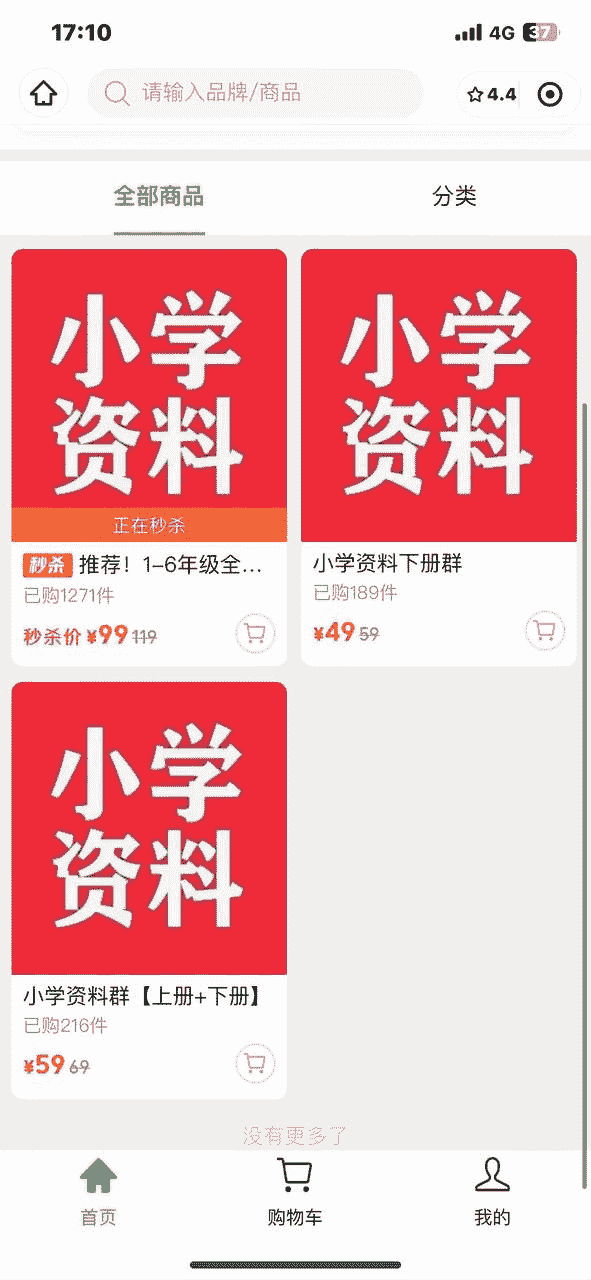 17:10
4G 37
请输入品牌/商品
4.4
全部商品
分类
小学
资料
正在秒杀
秒杀 推荐！1-6年级全...
已购1271件
秒杀价 ¥99 119
小学
资料
小学资料下册群
已购189件
¥49 59
小学
资料
小学资料群【上册+下册】
已购216件
¥59 69
没有更多了
首页
购物车
我的